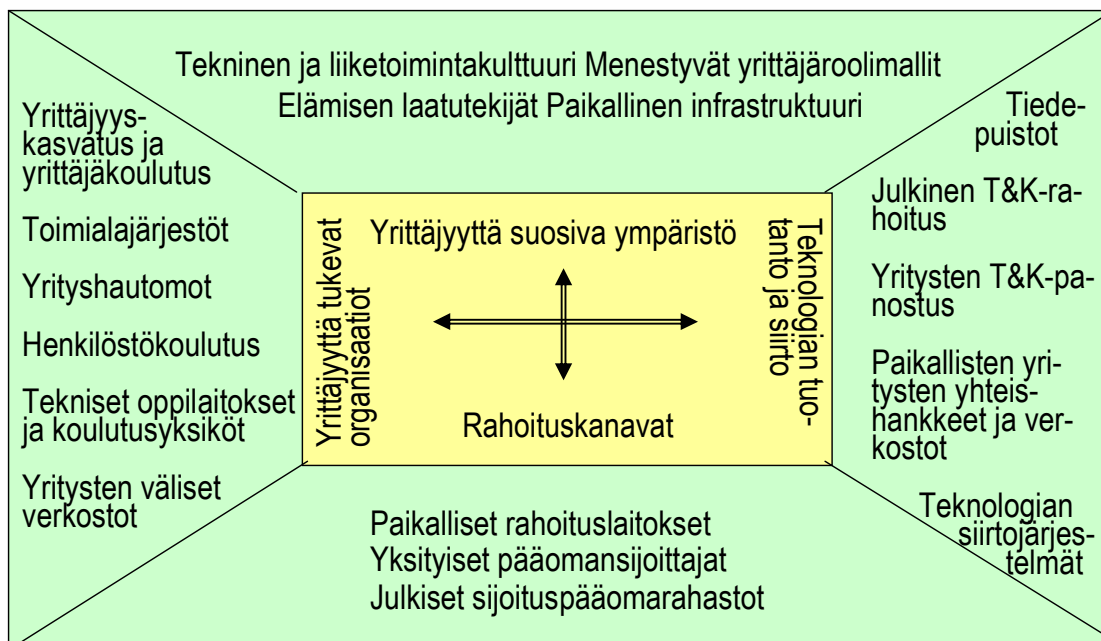 Tekninen ja liiketoimintakulttuuri Menestyvät yrittäjäroolimallit
Elämisen laatutekijät Paikallinen infrastruktuuri
Yrittäjyys-
kasvatus ja
yrittäjäkoulutus
Toimialajärjestöt
Yrityshautomot
Henkilöstökoulutus
Tekniset oppilaitokset
ja koulutusyksiköt
Yritysten väliset
verkostot
Yrittäjyyttä tukevat
organisaatiot
Yrittäjyyttä suosiva ympäristö
Rahoituskanavat
Teknologian tuo-
tanto ja siirto
Tiede-
puistot
Julkinen T&K-ra-
hoitus
Yritysten T&K-pa-
nostus
Paikallisten yri-
tysten yhteis-
hankkeet ja ver-
kostot
Teknologian
siirtojärjes-
telmät
Paikalliset rahoituslaitokset
Yksityiset pääomansijoittajat
Julkiset sijoituspääomarahastot